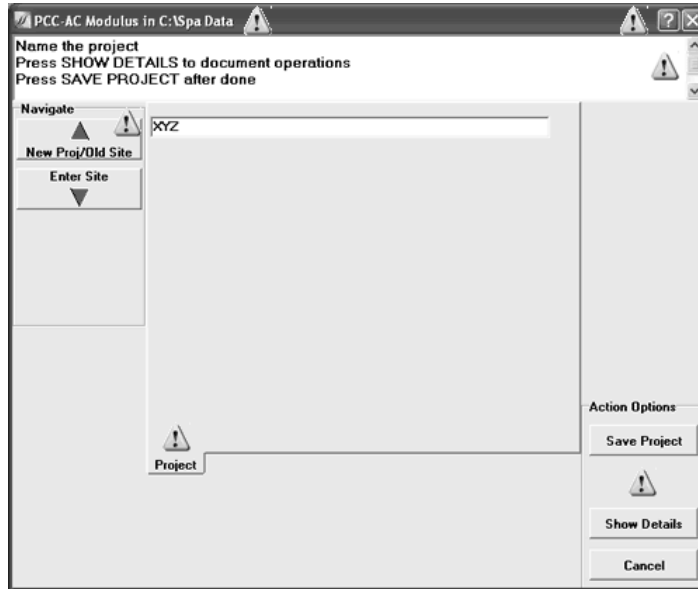 PCC-AC Modulus in C:\Spa Data
Name the project
Press SHOW DETAILS to document operations
Press SAVE PROJECT after done
Navigate
New Proj/Old Site
Enter Site
XYZ
Project
Action Options
Save Project
Show Details
Cancel